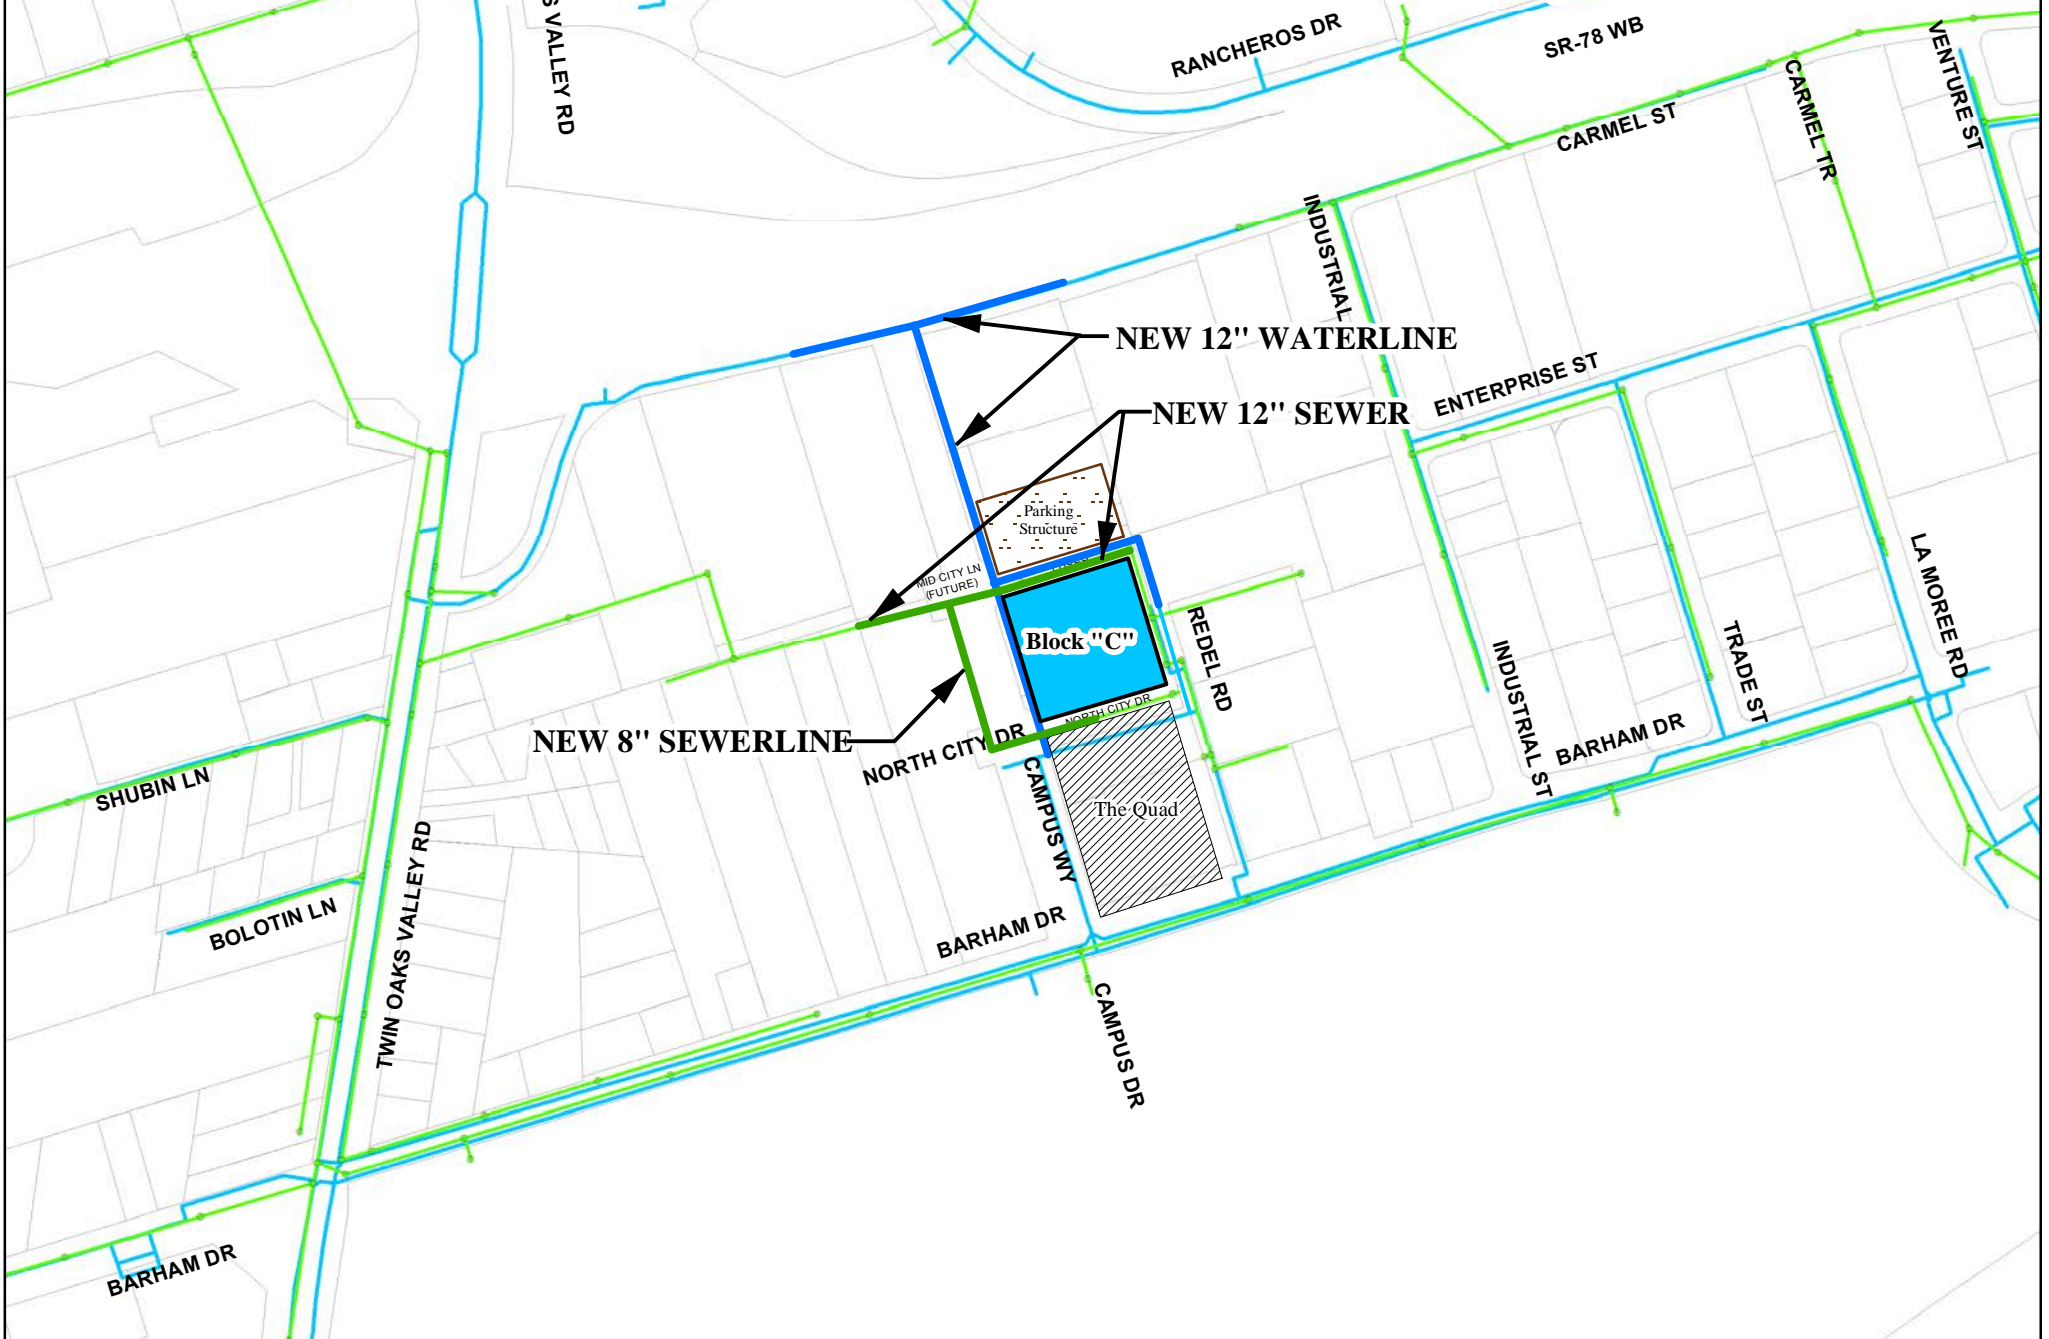 S VALLEY RD
RANCHEROS DR
SR-78 WB
VENTURE ST
CARMEL ST
CARMEL TR
INDUSTRIAL
NEW 12" WATERLINE
ENTERPRISE ST
NEW 12" SEWER
Parking
Structure
MID CITY LN
(FUTURE)
Block "C"
REDEL RD
LA MOREE RD
TRADE ST
INDUSTRIAL ST
NORTH CITY DR
NEW 8" SEWERLINE
NORTH CITY DR
BARHAM DR
SHUBIN LN
CAMPUS WY
The Quad
TWIN OAKS VALLEY RD
BOLOTIN LN
BARHAM DR
CAMPUS DR
BARHAM DR